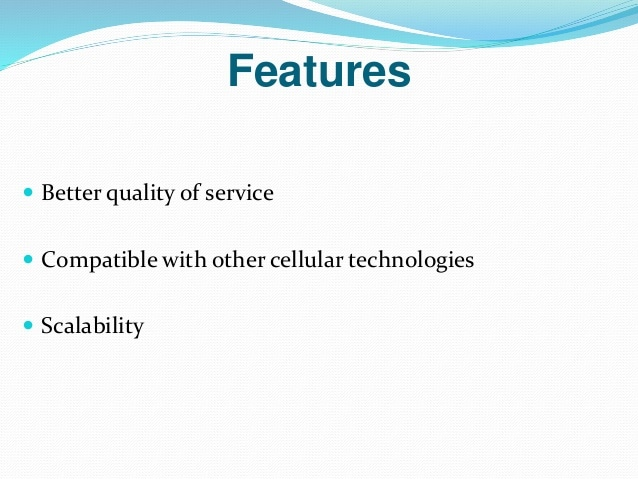 Features
Better quality of service
Compatible with other cellular technologies
Scalability